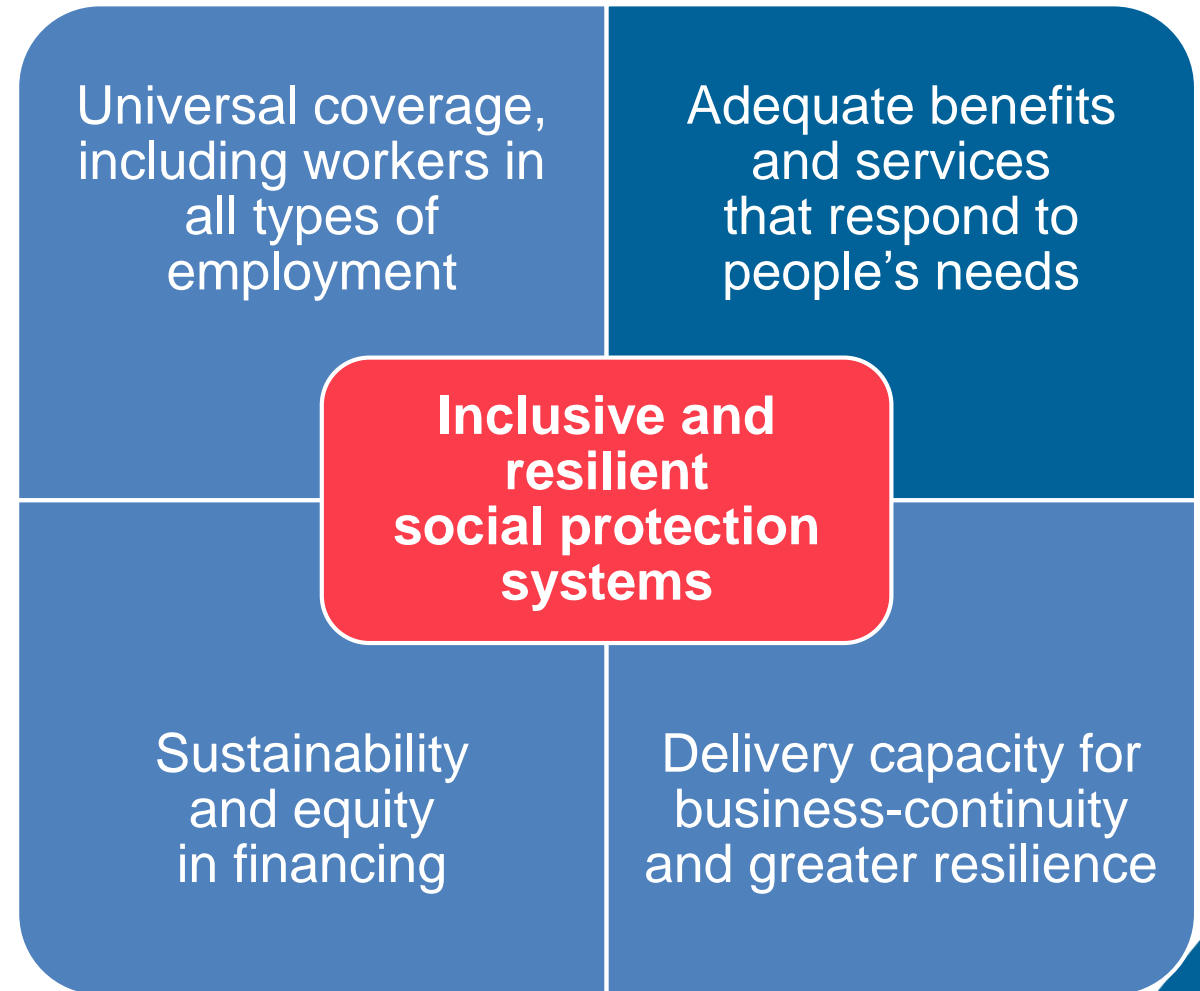 Universal coverage,
including workers in
all types of
employment
Adequate benefits
and services
that respond to
people’s needs
Inclusive and
resilient
social protection
systems
Sustainability
and equity
in financing
Delivery capacity for
business-continuity
and greater resilience